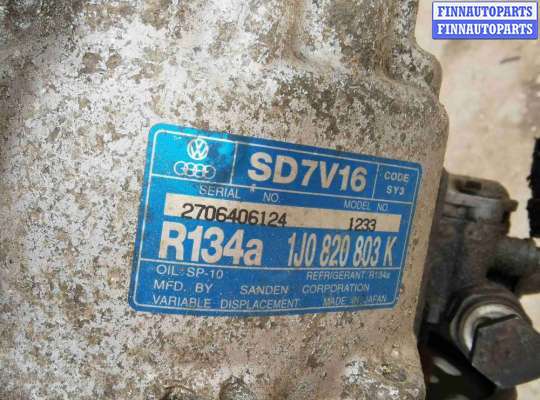 FINNAUTOPARTS
FINNAUTOPARTS
SD7V16
CODE
SY3
SERIAL NO.
MODEL NO.
2706406124
1233
R134a 1J0 820 803 K
OIL: SP-10
REFRIGERANT: R134a
MFD. BY SANDEN CORPORATION
VARIABLE DISPLACEMENT MADE IN JAPAN